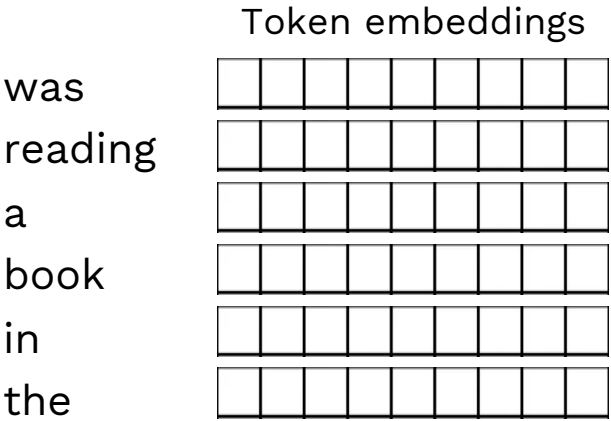 Token embeddings
was
reading
a
book
in
the